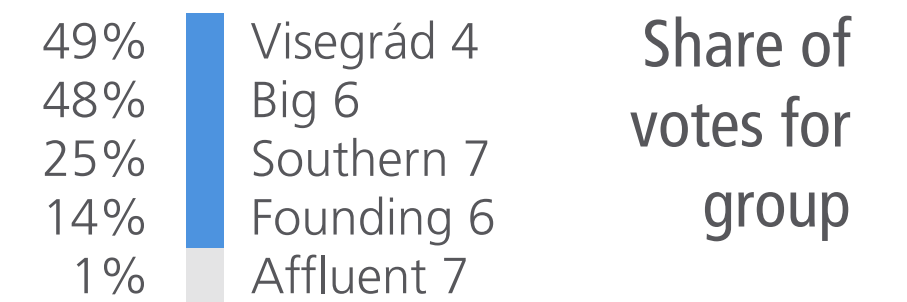 49% Visegrád 4
48% Big 6
25% Southern 7
14% Founding 6
1% Affluent 7
Share of
votes for
group